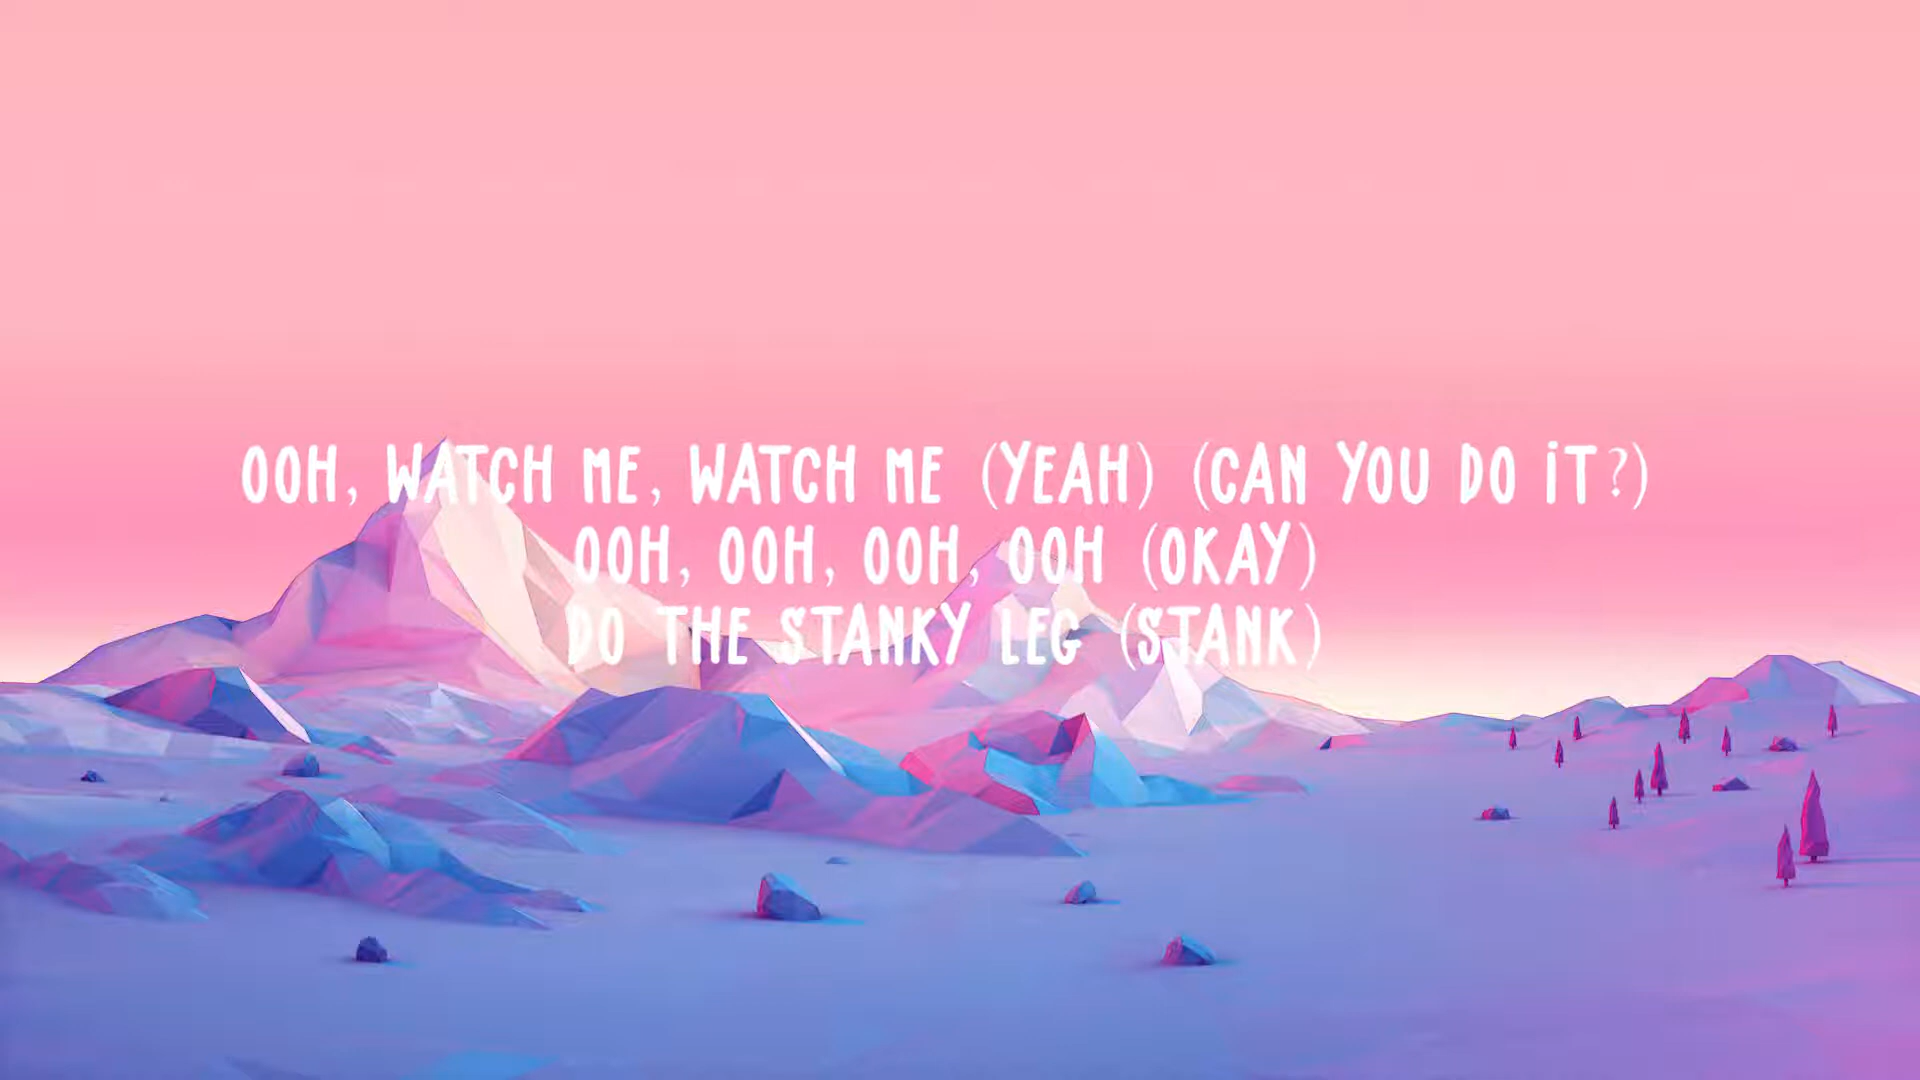 OOH, WATCH ME, WATCH ME (YEAH) (CAN YOU DO IT?)
OOH, OOH, OOH, OOH (OKAY)
DO THE STANKY LEG (STANK)